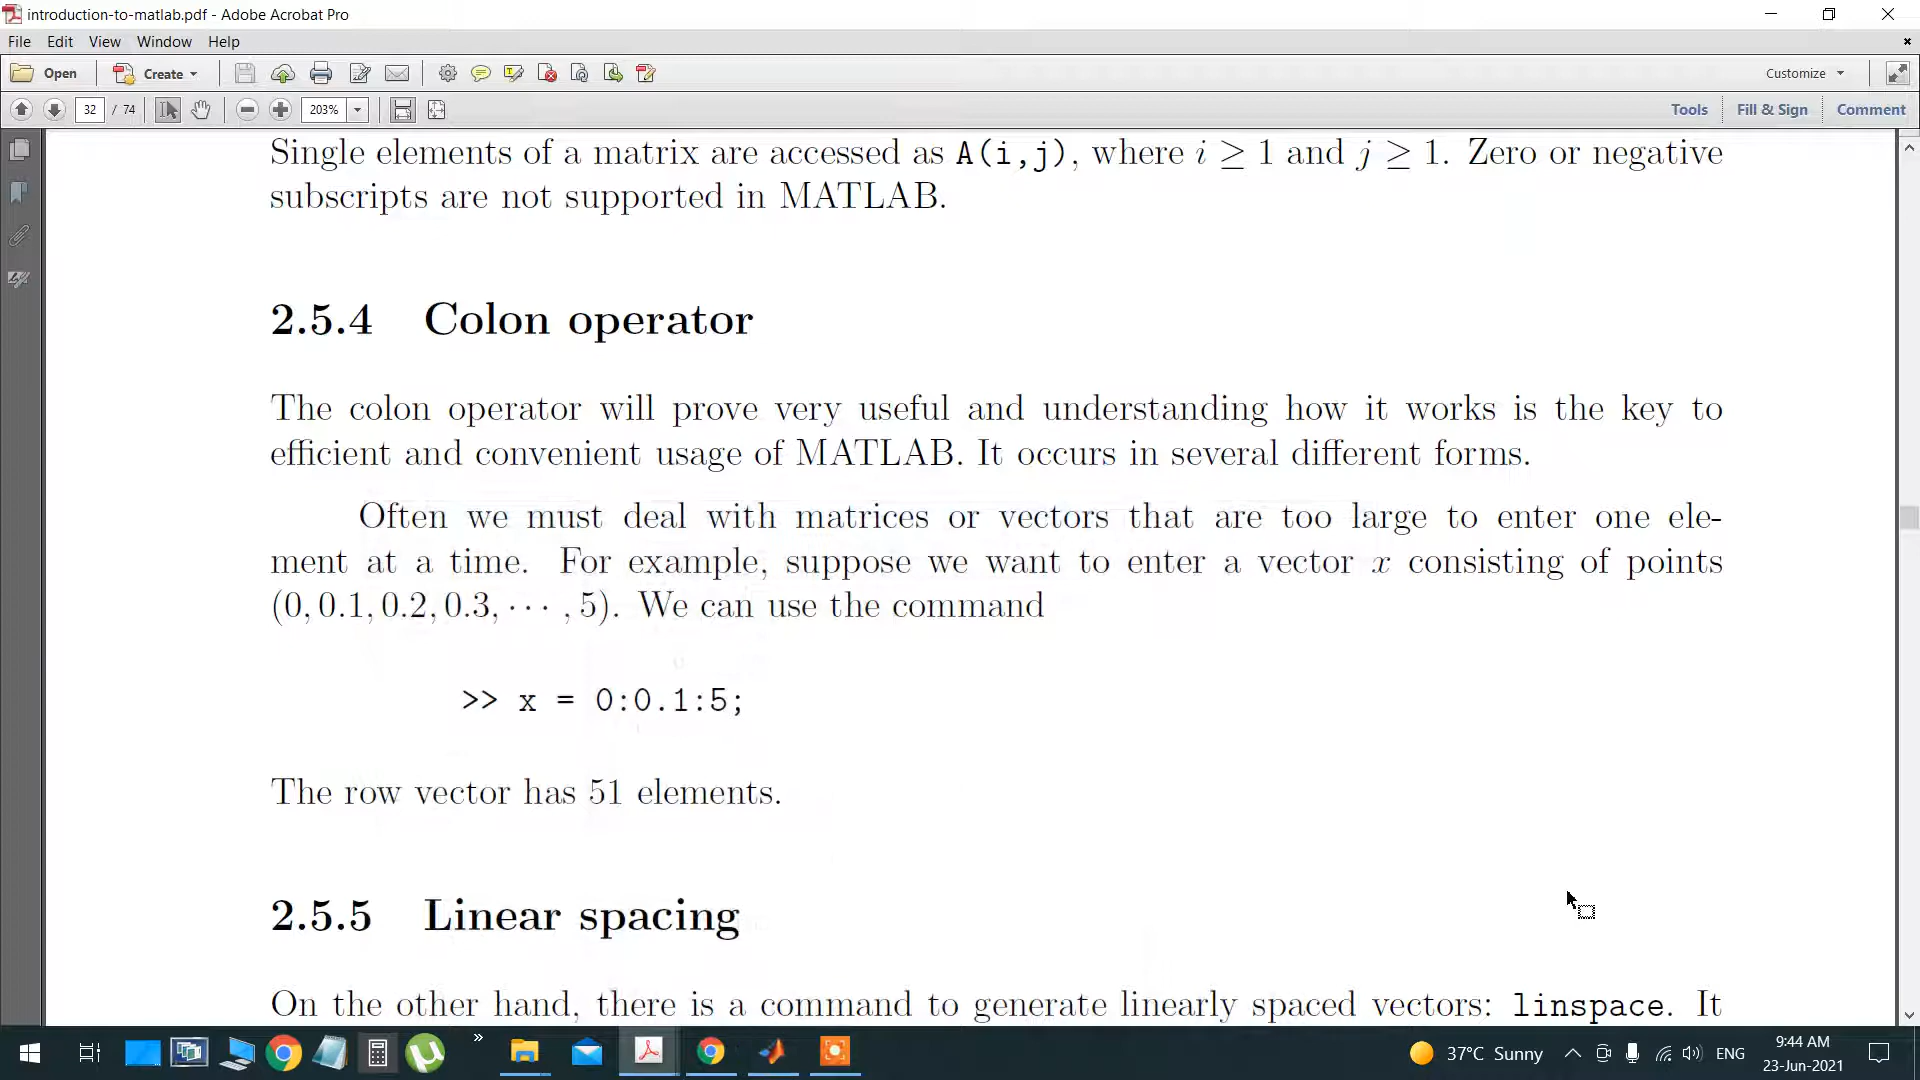 introduction-to-matlab.pdf - Adobe Acrobat Pro
File Edit View Window Help
Open Create Customize
32 / 74 203% Tools Fill & Sign Comment
Single elements of a matrix are accessed as A(i,j), where i ≥ 1 and j ≥ 1. Zero or negative
subscripts are not supported in MATLAB.
2.5.4 Colon operator
The colon operator will prove very useful and understanding how it works is the key to
efficient and convenient usage of MATLAB. It occurs in several different forms.
Often we must deal with matrices or vectors that are too large to enter one ele-
ment at a time. For example, suppose we want to enter a vector x consisting of points
(0, 0.1, 0.2, 0.3, ··· , 5). We can use the command
>> x = 0:0.1:5;
The row vector has 51 elements.
2.5.5 Linear spacing
On the other hand, there is a command to generate linearly spaced vectors: linspace. It
37°C Sunny ENG 9:44 AM
23-Jun-2021